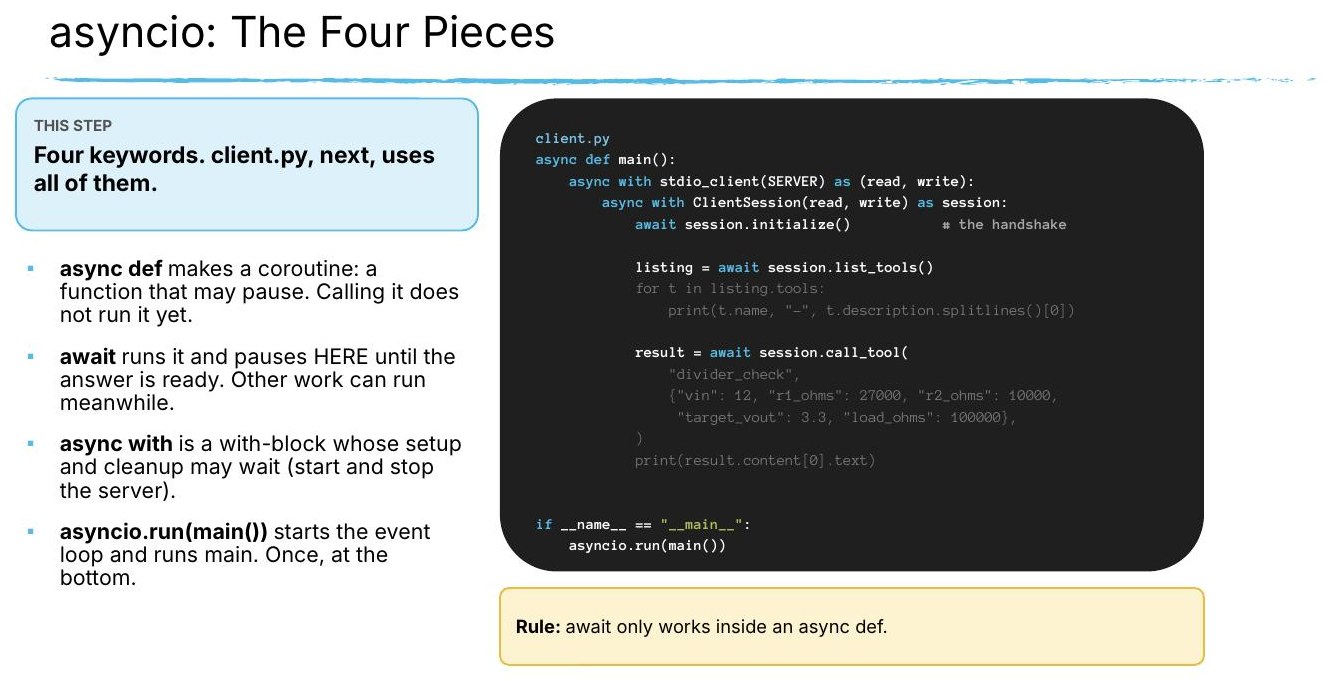 asyncio: The Four Pieces
THIS STEP
Four keywords. client.py, next, uses
all of them.
async def makes a coroutine: a
function that may pause. Calling it does
not run it yet.
await runs it and pauses HERE until the
answer is ready. Other work can run
meanwhile.
async with is a with-block whose setup
and cleanup may wait (start and stop
the server).
asyncio.run(main()) starts the event
loop and runs main. Once, at the
bottom.
client.py
async def main():
    async with stdio_client(SERVER) as (read, write):
        async with ClientSession(read, write) as session:
            await session.initialize()           # the handshake
            listing = await session.list_tools()
            for t in listing.tools:
                print(t.name, "-", t.description.splitlines()[0])
            result = await session.call_tool(
                "divider_check",
                {"vin": 12, "r1_ohms": 27000, "r2_ohms": 10000,
                 "target_vout": 3.3, "load_ohms": 100000},
            )
            print(result.content[0].text)
if __name__ == "__main__":
    asyncio.run(main())
Rule: await only works inside an async def.